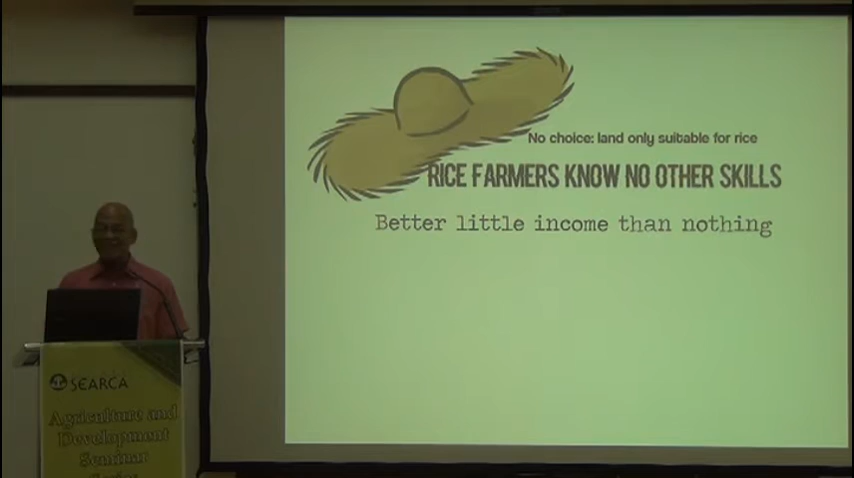 No choice: land only suitable for rice
RICE FARMERS KNOW NO OTHER SKILLS
Better little income than nothing
SEARCA
Agriculture and
Development
Seminar
Series